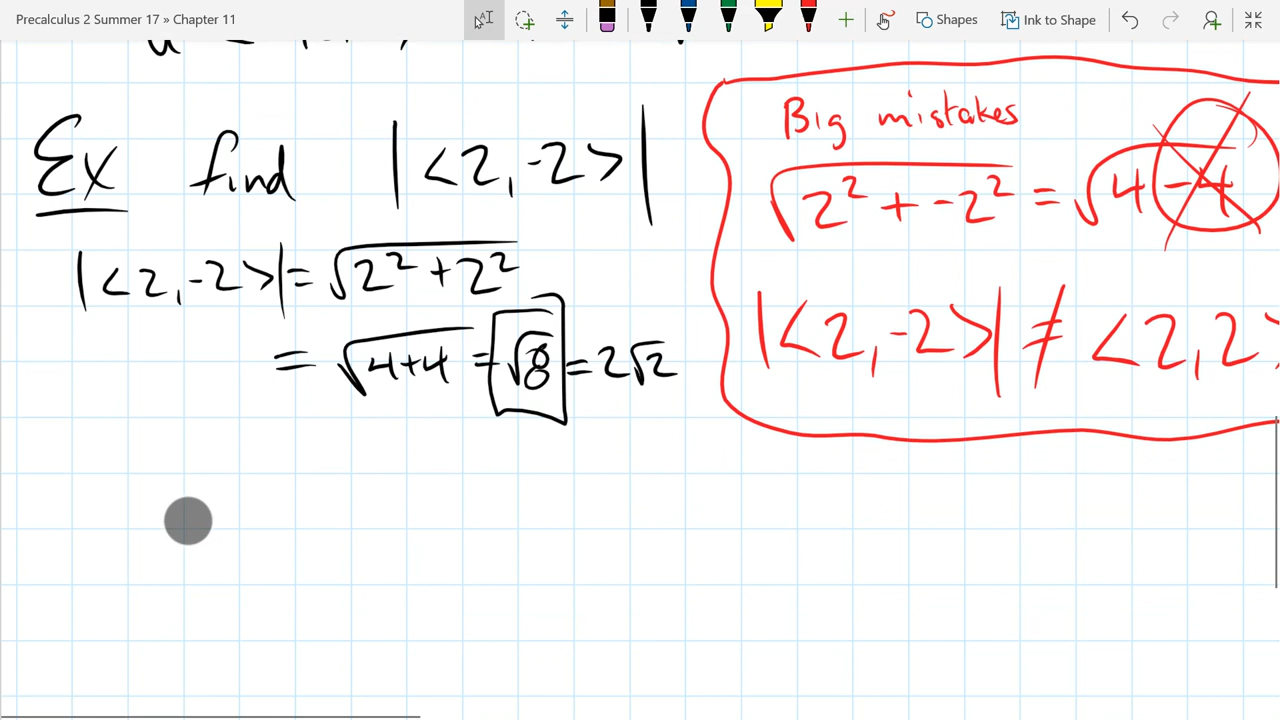 Precalculus 2 Summer 17 » Chapter 11
Shapes
Ink to Shape
Ex find |<2,-2>|
|<2,-2>| = √2² + 2²
= √4+4 = √8 = 2√2
Big mistakes
√2² + -2² = √4 - 4
|<2,-2>| ≠ <2,2>